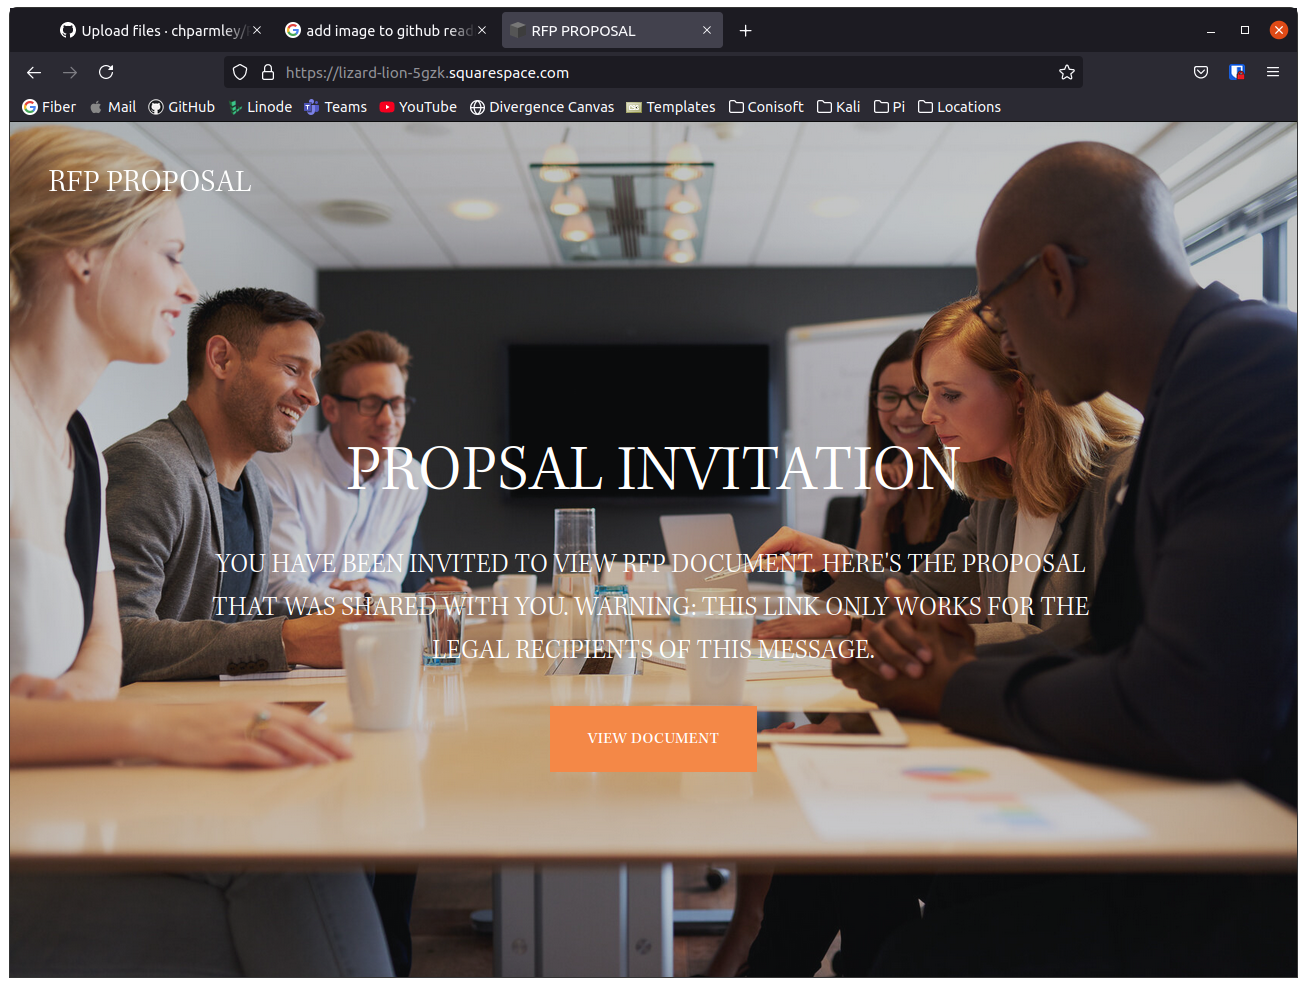 Upload files · chparmley/
add image to github read
RFP PROPOSAL
https://lizard-lion-5gzk.squarespace.com
Fiber Mail GitHub Linode Teams YouTube Divergence Canvas Templates Conisoft Kali Pi Locations
RFP PROPOSAL
PROPSAL INVITATION
YOU HAVE BEEN INVITED TO VIEW RFP DOCUMENT. HERE'S THE PROPOSAL
THAT WAS SHARED WITH YOU. WARNING: THIS LINK ONLY WORKS FOR THE
LEGAL RECIPIENTS OF THIS MESSAGE.
VIEW DOCUMENT